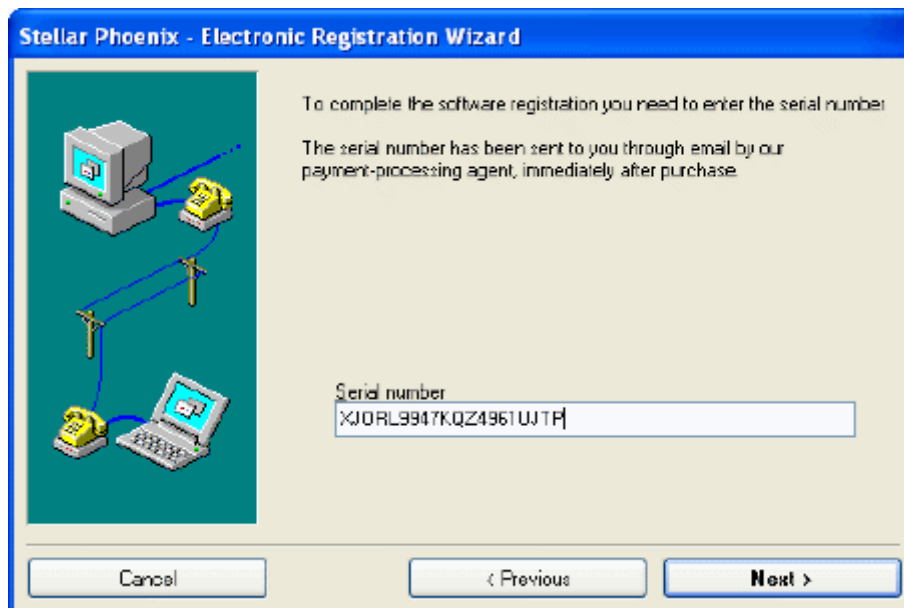 Stellar Phoenix - Electronic Registration Wizard
To complete the software registration you need to enter the serial number
The serial number has been sent to you through email by our
payment-processing agent, immediately after purchase.
Serial number
Cancel
< Previous
Next >